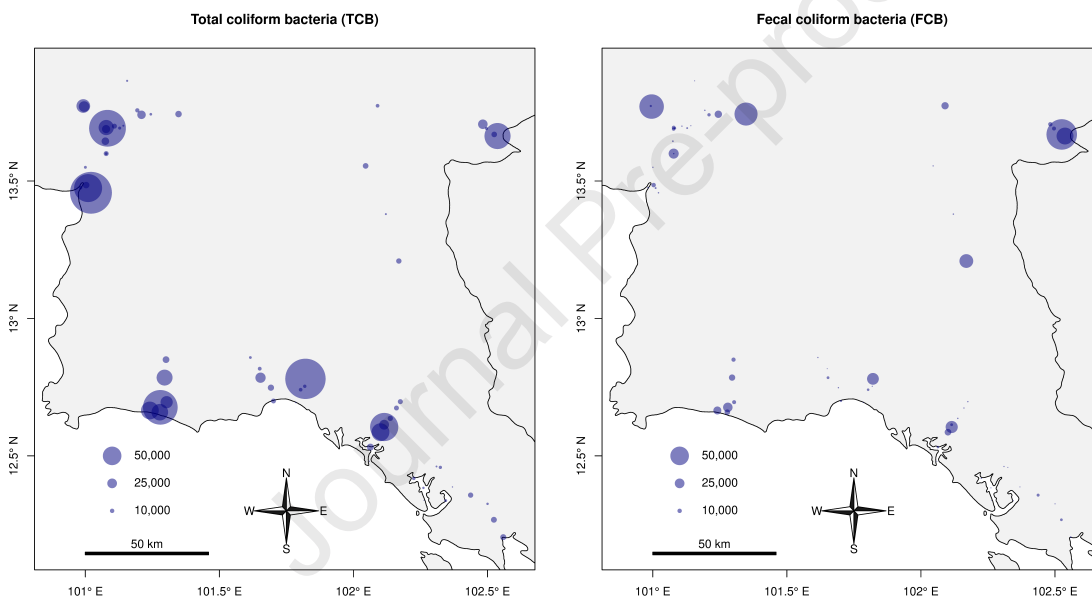 Total coliform bacteria (TCB)
13.5° N
13° N
12.5° N
50,000
25,000
10,000
N
W
E
S
50 km
101° E
101.5° E
102° E
102.5° E
Fecal coliform bacteria (FCB)
13.5° N
13° N
12.5° N
50,000
25,000
10,000
N
W
E
S
50 km
101° E
101.5° E
102° E
102.5° E
Journal Pre-proo